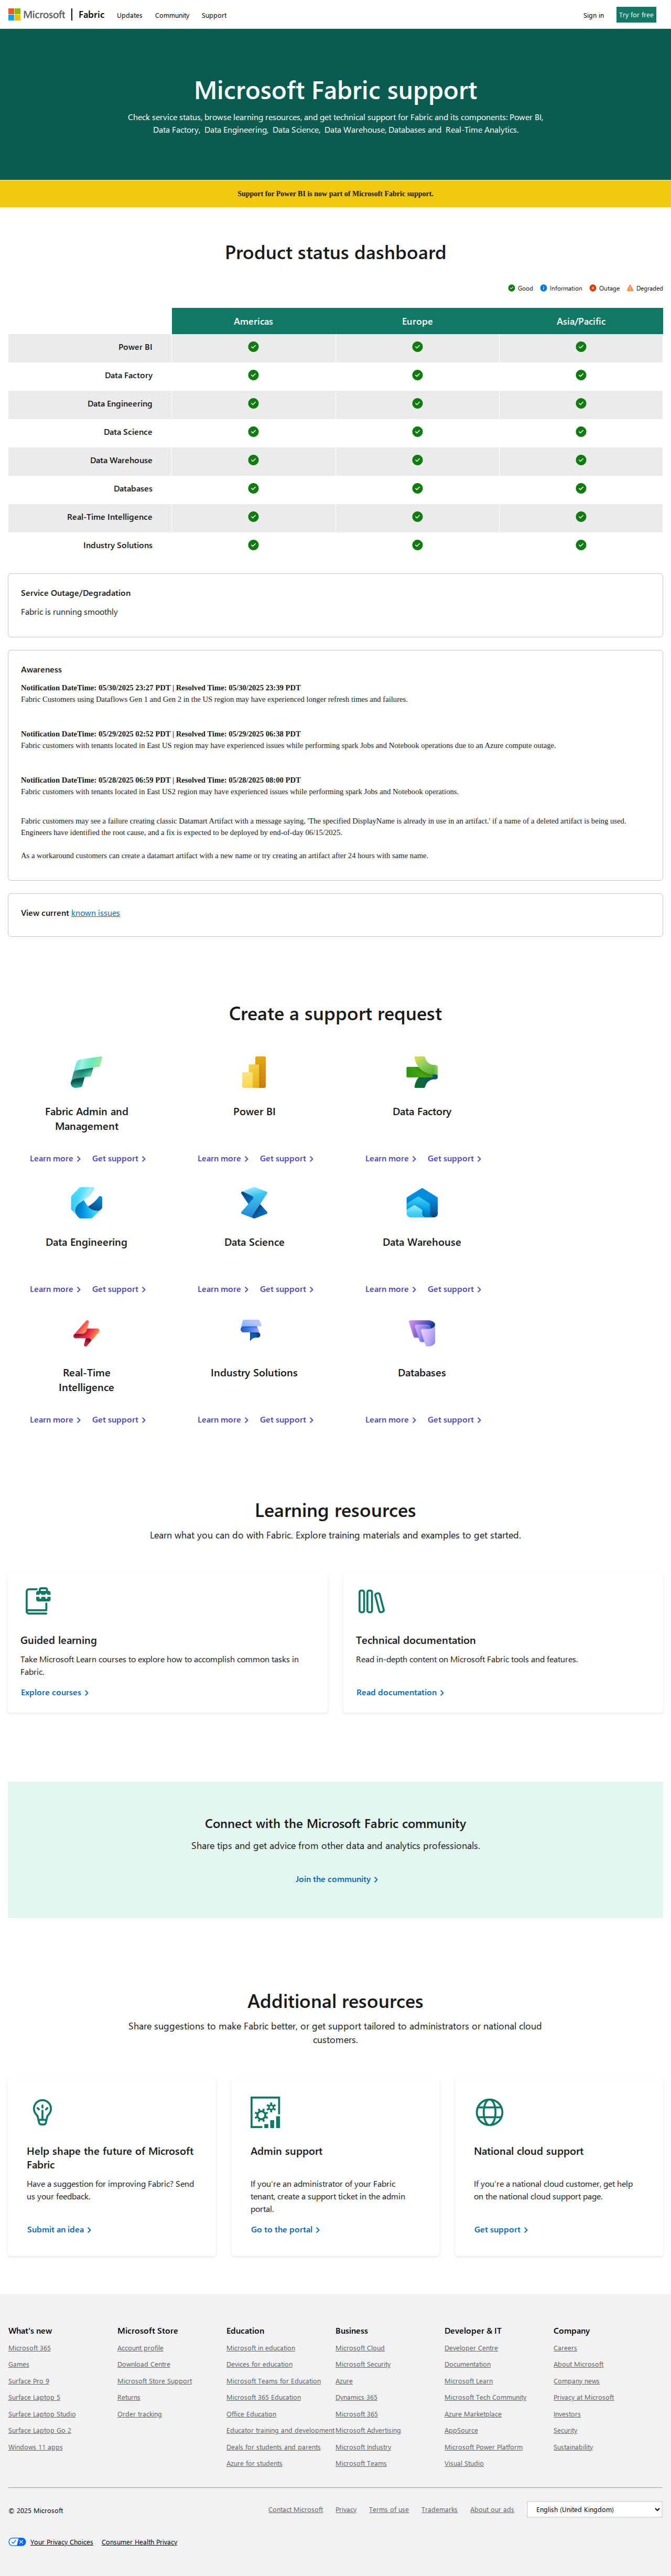 Microsoft | Fabric Updates Community Support Sign in Try for free
Microsoft Fabric support
Check service status, browse learning resources, and get technical support for Fabric and its components: Power BI,
Data Factory, Data Engineering, Data Science, Data Warehouse, Databases and Real-Time Analytics.
Support for Power BI is now part of Microsoft Fabric support.
Product status dashboard
Good Information Outage Degraded
Americas Europe Asia/Pacific
Power BI
Data Factory
Data Engineering
Data Science
Data Warehouse
Databases
Real-Time Intelligence
Industry Solutions
Service Outage/Degradation
Fabric is running smoothly
Awareness
Notification DateTime: 05/30/2025 23:27 PDT | Resolved Time: 05/30/2025 23:39 PDT
Fabric Customers using Dataflows Gen 1 and Gen 2 in the US region may have experienced longer refresh times and failures.
Notification DateTime: 05/29/2025 02:52 PDT | Resolved Time: 05/29/2025 06:38 PDT
Fabric customers with tenants located in East US region may have experienced issues while performing spark Jobs and Notebook operations due to an Azure compute outage.
Notification DateTime: 05/28/2025 06:59 PDT | Resolved Time: 05/28/2025 08:00 PDT
Fabric customers with tenants located in East US2 region may have experienced issues while performing spark Jobs and Notebook operations.
Fabric customers may see a failure creating classic Datamart Artifact with a message saying, 'The specified DisplayName is already in use in an artifact.' if a name of a deleted artifact is being used.
Engineers have identified the root cause, and a fix is expected to be deployed by end-of-day 06/15/2025.
As a workaround customers can create a datamart artifact with a new name or try creating an artifact after 24 hours with same name.
View current known issues
Create a support request
Fabric Admin and
Management
Power BI
Data Factory
Learn more Get support Learn more Get support Learn more Get support
Data Engineering
Data Science
Data Warehouse
Learn more Get support Learn more Get support Learn more Get support
Real-Time
Intelligence
Industry Solutions
Databases
Learn more Get support Learn more Get support Learn more Get support
Learning resources
Learn what you can do with Fabric. Explore training materials and examples to get started.
Guided learning
Take Microsoft Learn courses to explore how to accomplish common tasks in
Fabric.
Explore courses
Technical documentation
Read in-depth content on Microsoft Fabric tools and features.
Read documentation
Connect with the Microsoft Fabric community
Share tips and get advice from other data and analytics professionals.
Join the community
Additional resources
Share suggestions to make Fabric better, or get support tailored to administrators or national cloud
customers.
Help shape the future of Microsoft
Fabric
Have a suggestion for improving Fabric? Send
us your feedback.
Submit an idea
Admin support
If you're an administrator of your Fabric
tenant, create a support ticket in the admin
portal.
Go to the portal
National cloud support
If you're a national cloud customer, get help
on the national cloud support page.
Get support
What's new
Microsoft 365
Games
Surface Pro 9
Surface Laptop 5
Surface Laptop Studio
Surface Laptop Go 2
Windows 11 apps
Microsoft Store
Account profile
Download Centre
Microsoft Store Support
Returns
Order tracking
Education
Microsoft in education
Devices for education
Microsoft Teams for Education
Microsoft 365 Education
Office Education
Educator training and development
Deals for students and parents
Azure for students
Business
Microsoft Cloud
Microsoft Security
Azure
Dynamics 365
Microsoft 365
Microsoft Advertising
Microsoft Industry
Microsoft Teams
Developer & IT
Developer Centre
Documentation
Microsoft Learn
Microsoft Tech Community
Azure Marketplace
AppSource
Microsoft Power Platform
Visual Studio
Company
Careers
About Microsoft
Company news
Privacy at Microsoft
Investors
Security
Sustainability
© 2025 Microsoft Contact Microsoft Privacy Terms of use Trademarks About our ads English (United Kingdom)
Your Privacy Choices Consumer Health Privacy